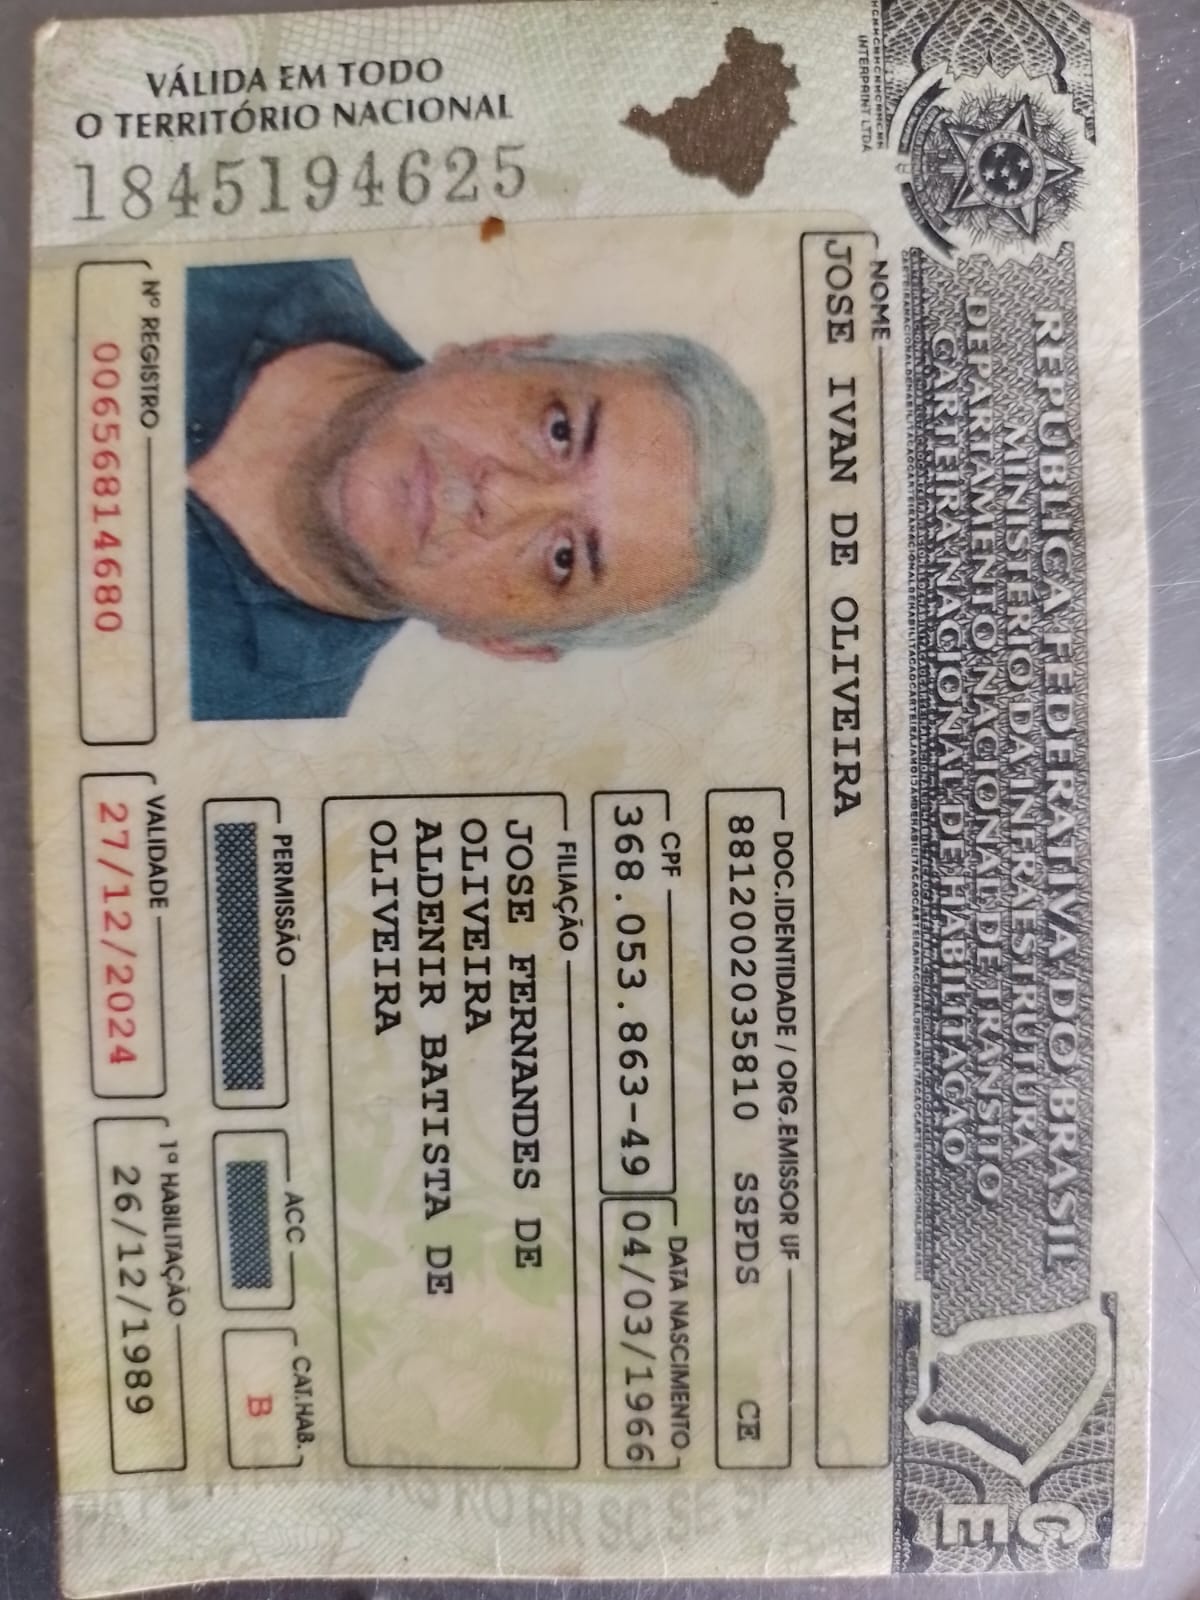 REPÚBLICA FEDERATIVA DO BRASIL
MINISTÉRIO DA INFRAESTRUTURA
DEPARTAMENTO NACIONAL DE TRÂNSITO
CARTEIRA NACIONAL DE HABILITAÇÃO
CE
INTERPRINT LTDA
NOME
JOSE IVAN DE OLIVEIRA
DOC.IDENTIDADE / ORG.EMISSOR UF
8812002035810 SSPDS CE
CPF
368.053.863-49
DATA NASCIMENTO
04/03/1966
FILIAÇÃO
JOSE FERNANDES DE
OLIVEIRA
ALDENIR BATISTA DE
OLIVEIRA
PERMISSÃO
ACC
CAT.HAB.
B
Nº REGISTRO
00656814680
VALIDADE
27/12/2024
1ª HABILITAÇÃO
26/12/1989
VÁLIDA EM TODO
O TERRITÓRIO NACIONAL
1845194625